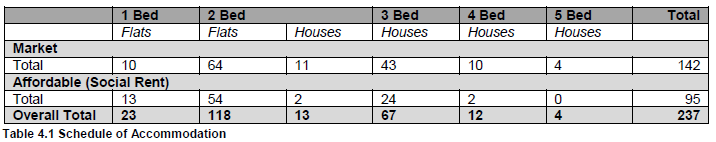 1 Bed 2 Bed 3 Bed 4 Bed 5 Bed Total
Flats Flats Houses Houses Houses Houses
Market
Total 10 64 11 43 10 4 142
Affordable (Social Rent)
Total 13 54 2 24 2 0 95
Overall Total 23 118 13 67 12 4 237
Table 4.1 Schedule of Accommodation